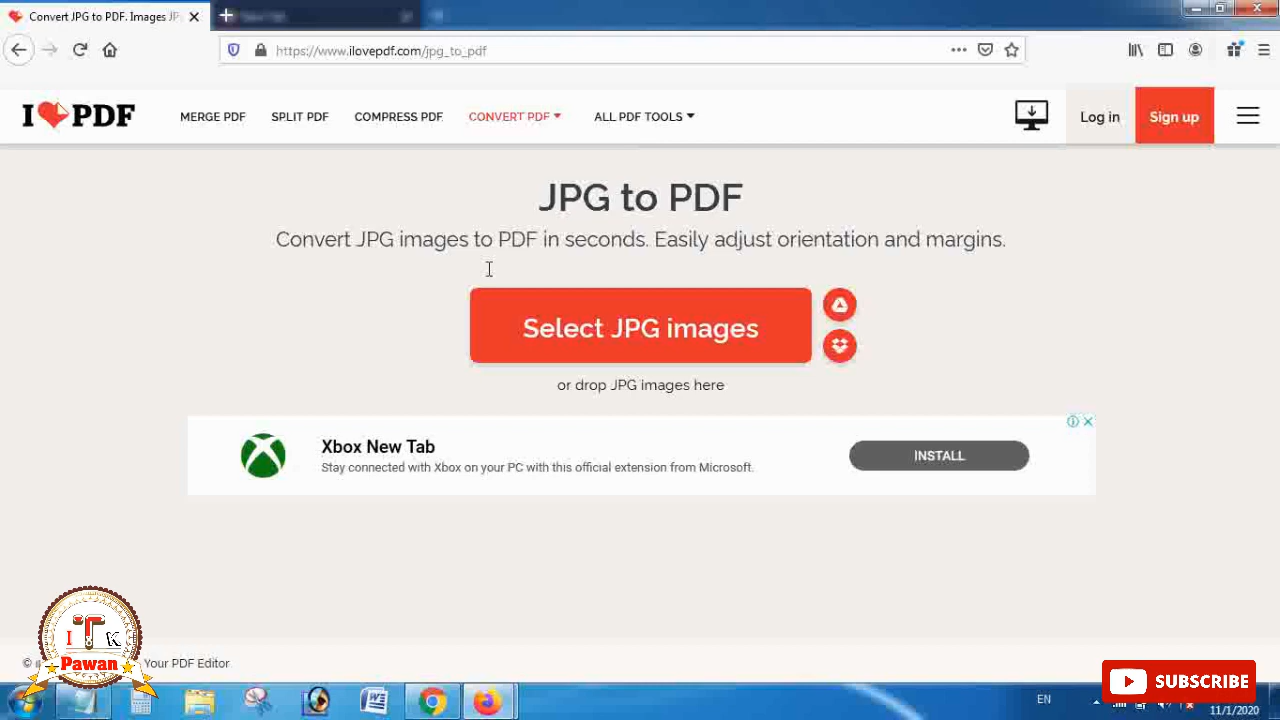 Convert JPG to PDF. Images JP
https://www.ilovepdf.com/jpg_to_pdf
I PDF
MERGE PDF
SPLIT PDF
COMPRESS PDF
CONVERT PDF
ALL PDF TOOLS
Log in
Sign up
JPG to PDF
Convert JPG images to PDF in seconds. Easily adjust orientation and margins.
Select JPG images
or drop JPG images here
Xbox New Tab
Stay connected with Xbox on your PC with this official extension from Microsoft.
INSTALL
I T K
Pawan
©
Your PDF Editor
SUBSCRIBE
EN
11/1/2020